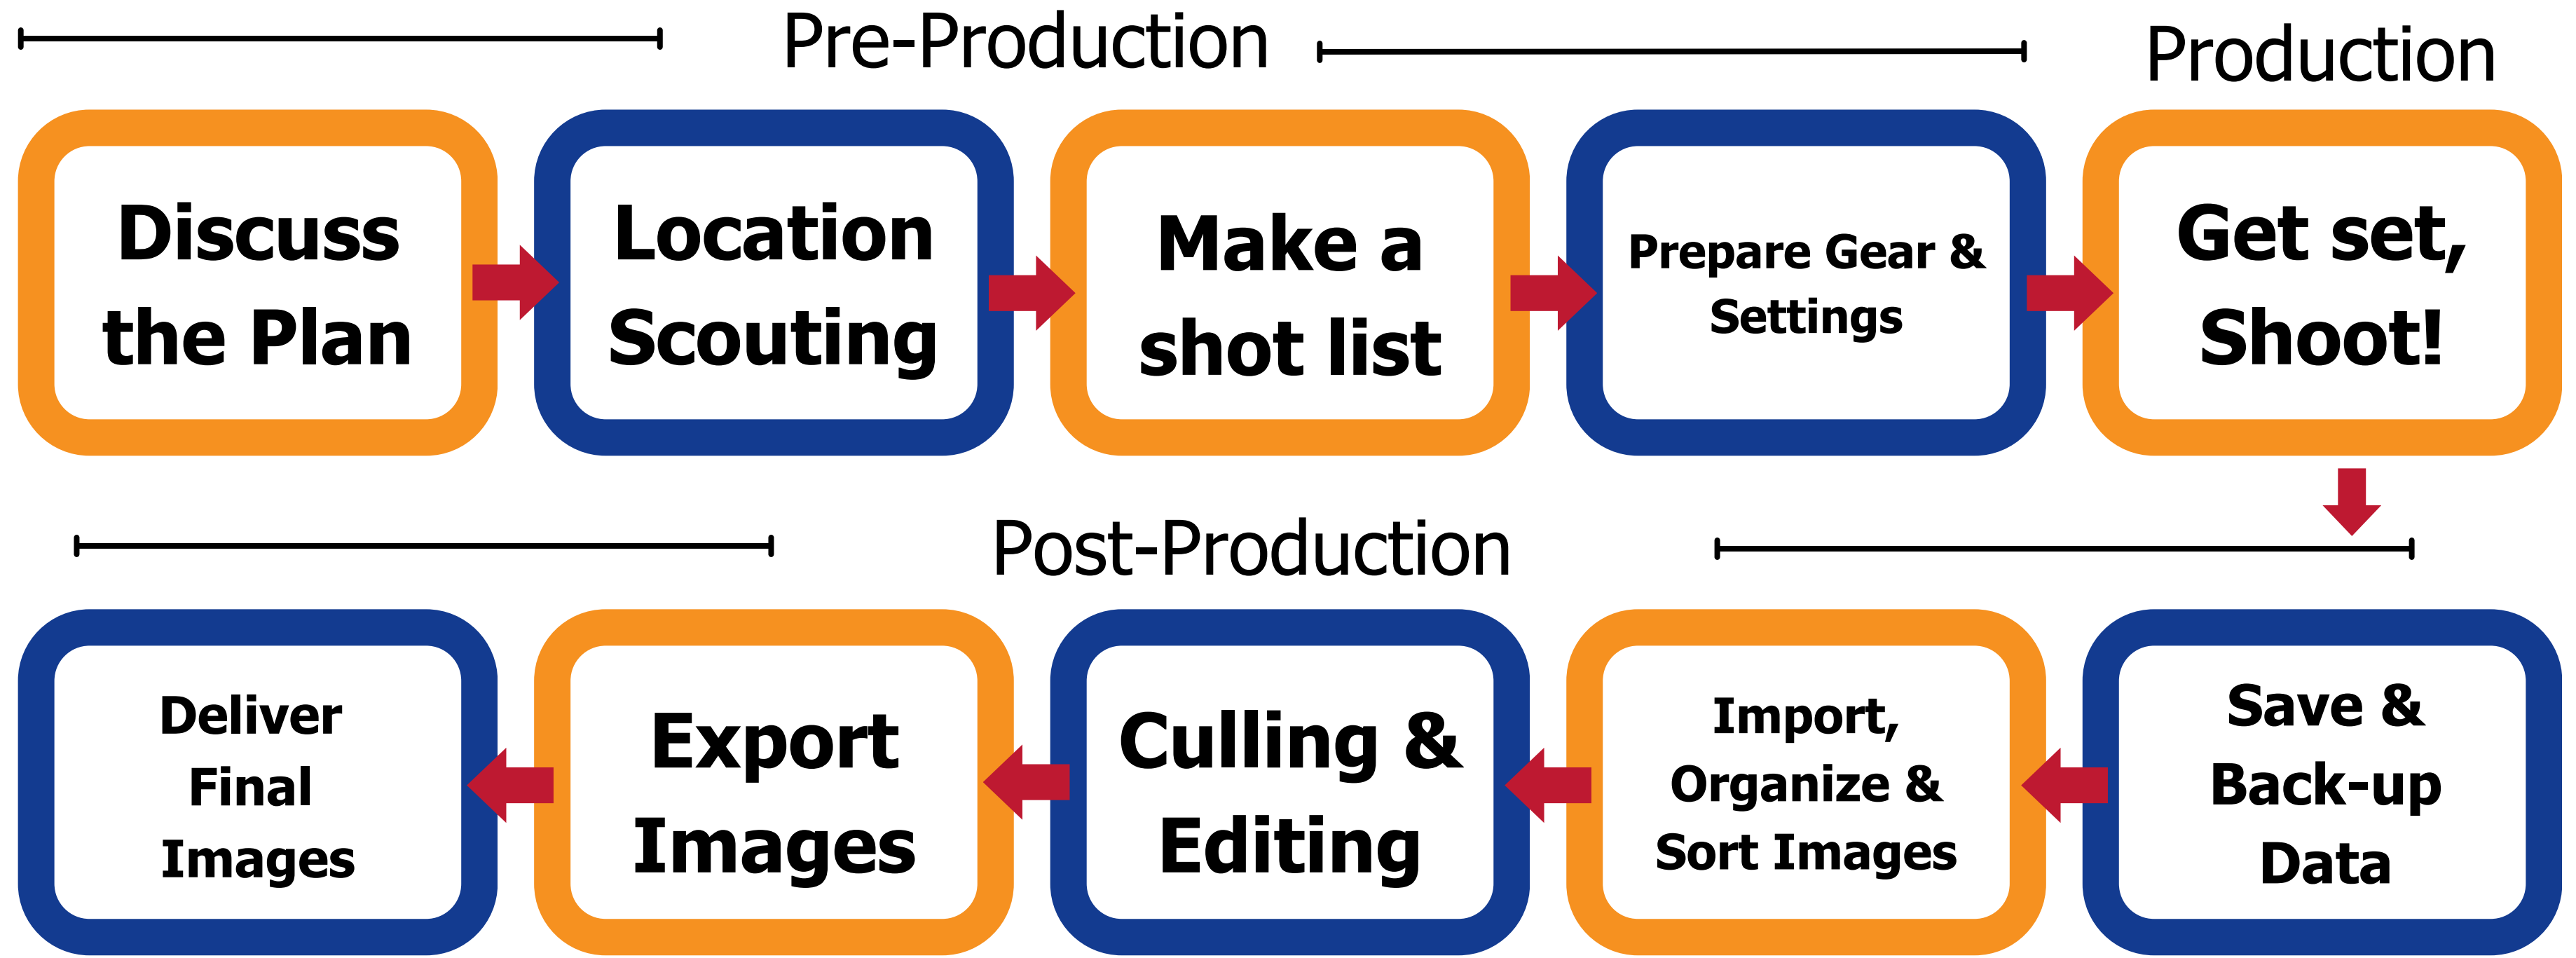 Pre-Production
Production
Discuss
the Plan
Location
Scouting
Make a
shot list
Prepare Gear &
Settings
Get set,
Shoot!
Post-Production
Save &
Back-up
Data
Import,
Organize &
Sort Images
Culling &
Editing
Export
Images
Deliver
Final
Images